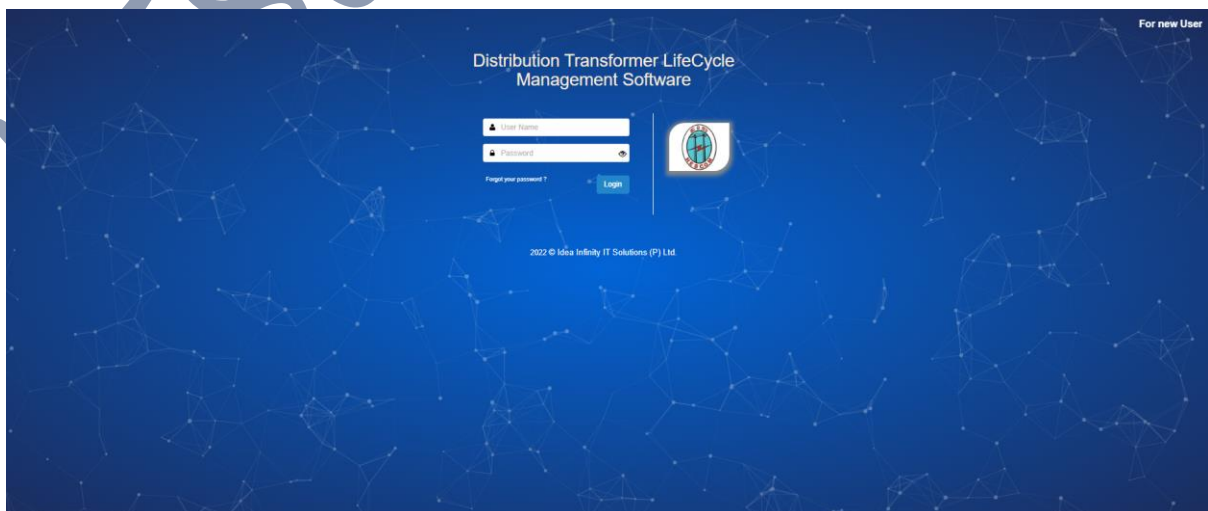 For new User
Distribution Transformer LifeCycle
Management Software
User Name
Password
Forgot your password ?
Login
2022 © Idea Infinity IT Solutions (P) Ltd.